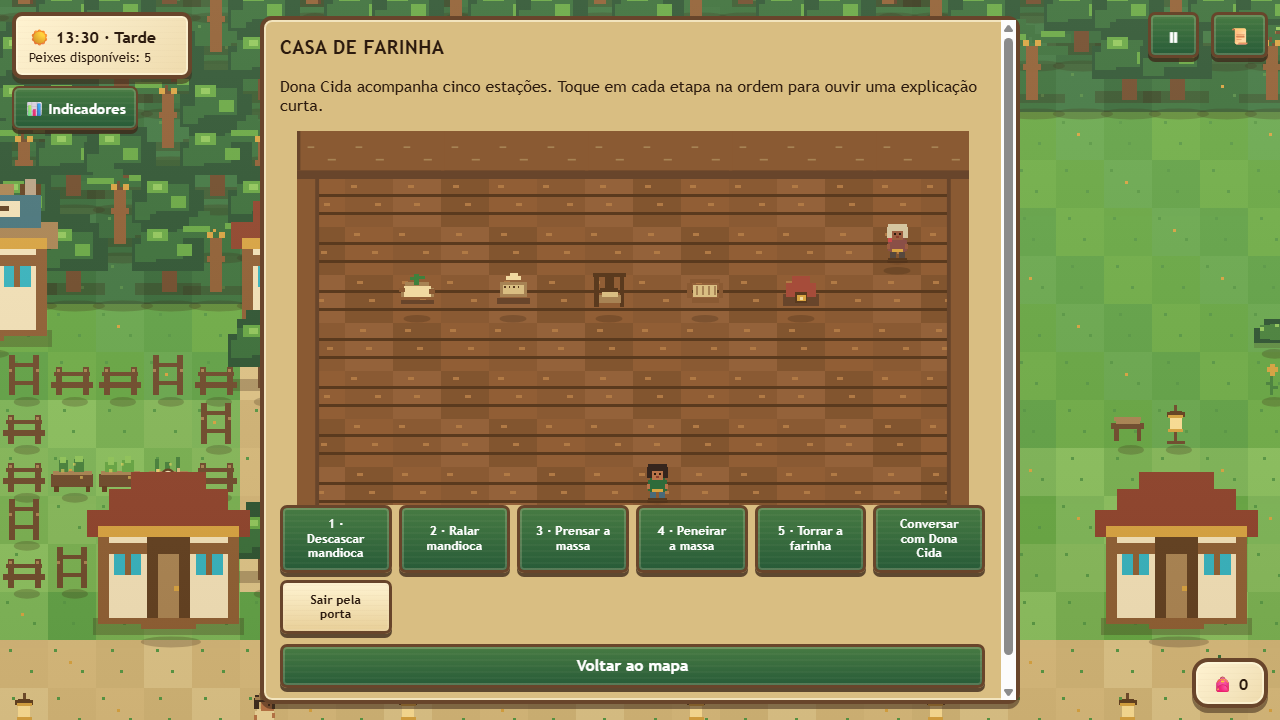 13:30 · Tarde
Peixes disponíveis: 5
Indicadores
CASA DE FARINHA
Dona Cida acompanha cinco estações. Toque em cada etapa na ordem para ouvir uma explicação
curta.
1 ·
Descascar
mandioca
2 · Ralar
mandioca
3 · Prensar a
massa
4 · Peneirar
a massa
5 · Torrar a
farinha
Conversar
com Dona
Cida
Sair pela
porta
Voltar ao mapa
0